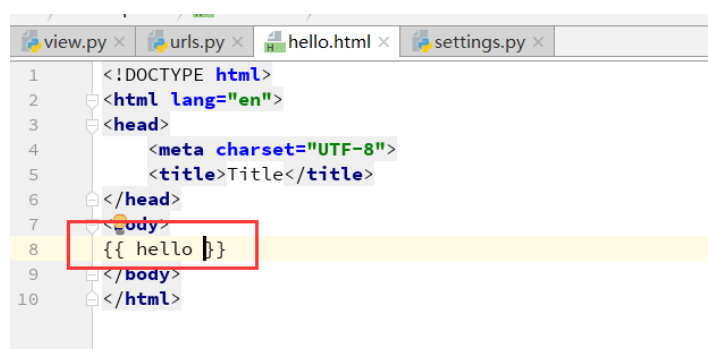 view.py × urls.py × hello.html × settings.py ×
1 <!DOCTYPE html>
2 <html lang="en">
3 <head>
4 <meta charset="UTF-8">
5 <title>Title</title>
6 </head>
7 <body>
8 {{ hello }}
9 </body>
10 </html>